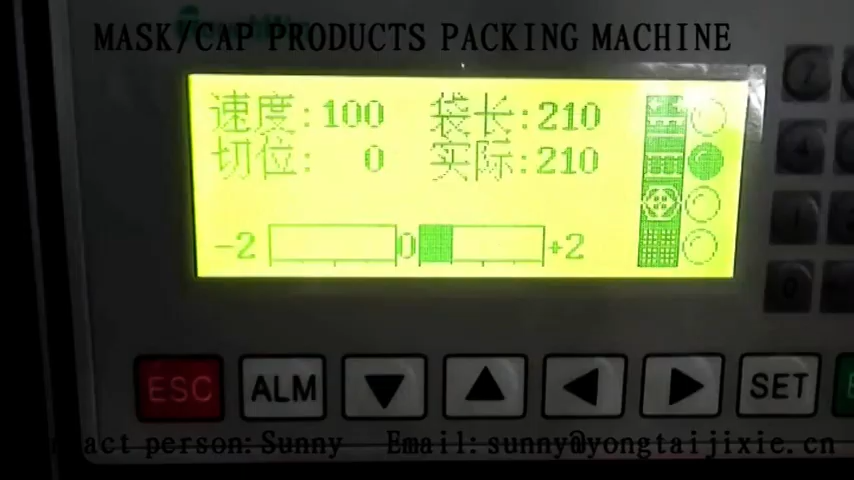 MASK/CAP PRODUCTS PACKING MACHINE
速度:100 袋长:210
切位: 0 实际:210
-2 0 +2
ESC ALM SET
act person:Sunny Email:sunny@yongtaijixie.cn